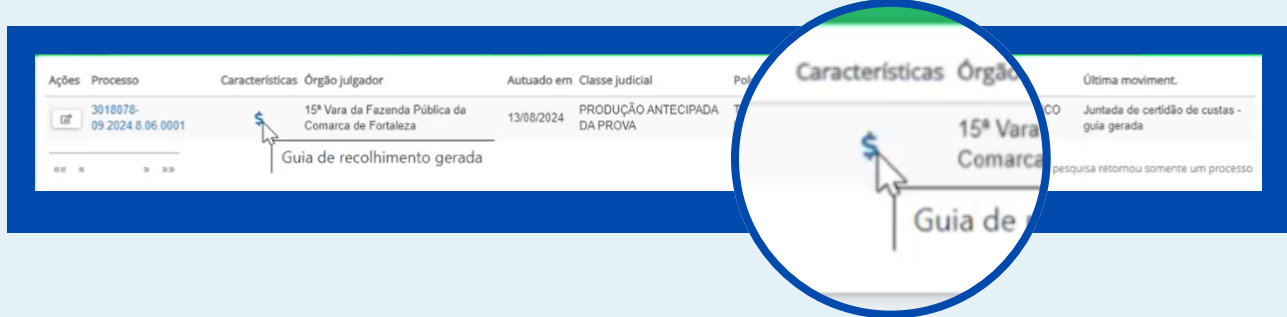 Ações Processo Características Órgão julgador Autuado em Classe judicial Última moviment.
3018078-
09.2024.8.06.0001
$
15ª Vara da Fazenda Pública da
Comarca de Fortaleza
13/08/2024
PRODUÇÃO ANTECIPADA
DA PROVA
Juntada de certidão de custas -
guia gerada
Guia de recolhimento gerada
«« « » »»
pesquisa retornou somente um processo
Características Órgão
$
15ª Vara
Comarca
Guia de